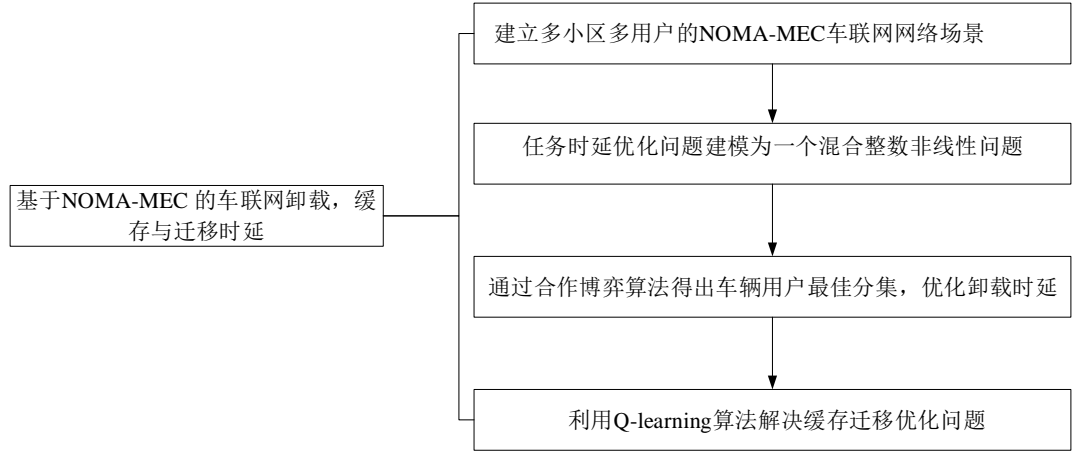 建立多小区多用户的NOMA-MEC车联网网络场景
任务时延优化问题建模为一个混合整数非线性问题
基于NOMA-MEC 的车联网卸载，缓
存与迁移时延
通过合作博弈算法得出车辆用户最佳分集，优化卸载时延
利用Q-learning算法解决缓存迁移优化问题